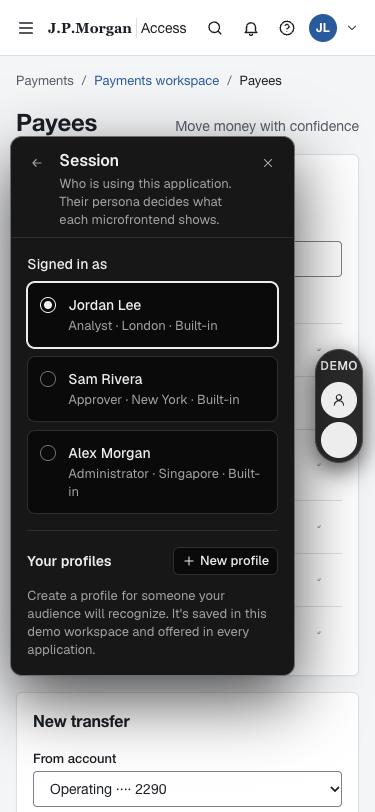 J.P.Morgan Access
JL
Payments / Payments workspace / Payees
Payees
Move money with confidence
Session
Who is using this application.
Their persona decides what
each microfrontend shows.
Signed in as
Jordan Lee
Analyst · London · Built-in
Sam Rivera
Approver · New York · Built-in
Alex Morgan
Administrator · Singapore · Built-
in
DEMO
Your profiles
New profile
Create a profile for someone your
audience will recognize. It's saved in this
demo workspace and offered in every
application.
New transfer
From account
Operating ···· 2290